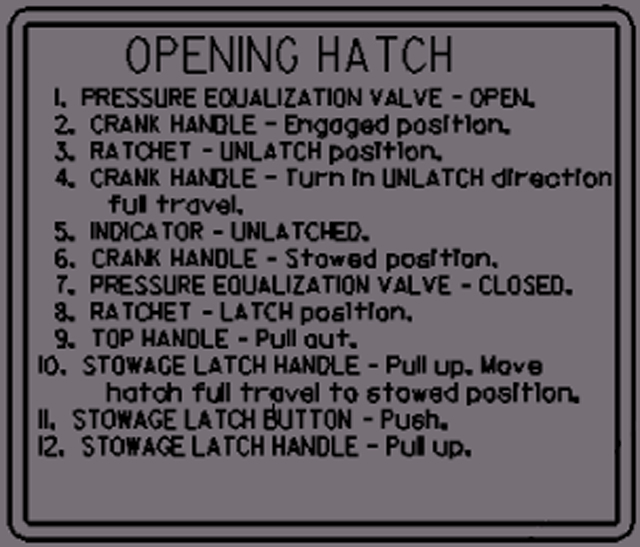 OPENING HATCH
1. PRESSURE EQUALIZATION VALVE - OPEN.
2. CRANK HANDLE - Engaged position.
3. RATCHET - UNLATCH position.
4. CRANK HANDLE - Turn in UNLATCH direction
full travel.
5. INDICATOR - UNLATCHED.
6. CRANK HANDLE - Stowed position.
7. PRESSURE EQUALIZATION VALVE - CLOSED.
8. RATCHET - LATCH position.
9. TOP HANDLE - Pull out.
10. STOWAGE LATCH HANDLE - Pull up. Move
hatch full travel to stowed position.
11. STOWAGE LATCH BUTTON - Push.
12. STOWAGE LATCH HANDLE - Pull up.